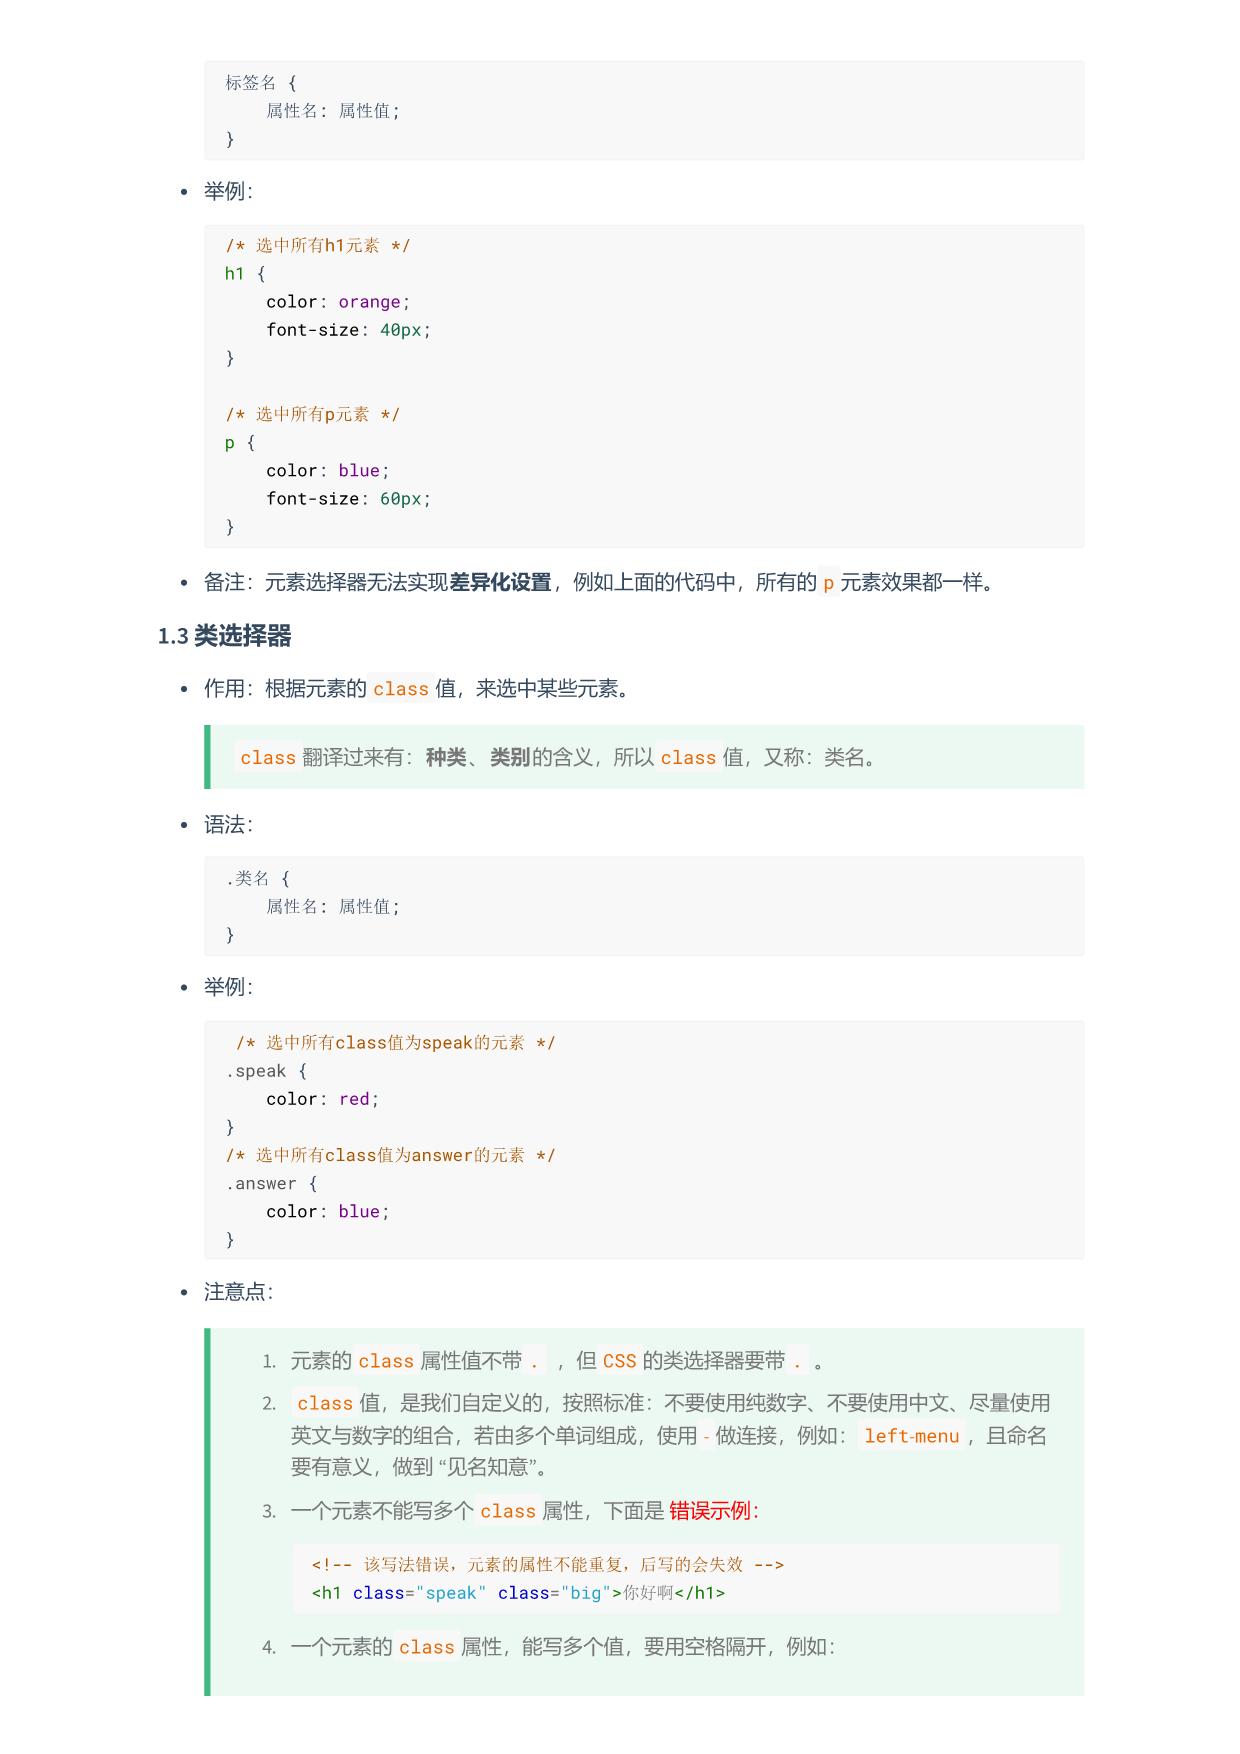 标签名 {
    属性名: 属性值;
}
• 举例：
/* 选中所有h1元素 */
h1 {
    color: orange;
    font-size: 40px;
}
/* 选中所有p元素 */
p {
    color: blue;
    font-size: 60px;
}
• 备注：元素选择器无法实现差异化设置，例如上面的代码中，所有的 p 元素效果都一样。
1.3 类选择器
• 作用：根据元素的 class 值，来选中某些元素。
class 翻译过来有：种类、类别的含义，所以 class 值，又称：类名。
• 语法：
.类名 {
    属性名: 属性值;
}
• 举例：
/* 选中所有class值为speak的元素 */
.speak {
    color: red;
}
/* 选中所有class值为answer的元素 */
.answer {
    color: blue;
}
• 注意点：
1. 元素的 class 属性值不带 . ，但 CSS 的类选择器要带 . 。
2. class 值，是我们自定义的，按照标准：不要使用纯数字、不要使用中文、尽量使用
英文与数字的组合，若由多个单词组成，使用 - 做连接，例如： left-menu ，且命名
要有意义，做到 “见名知意”。
3. 一个元素不能写多个 class 属性，下面是 错误示例：
<!-- 该写法错误，元素的属性不能重复，后写的会失效 -->
<h1 class="speak" class="big">你好啊</h1>
4. 一个元素的 class 属性，能写多个值，要用空格隔开，例如：